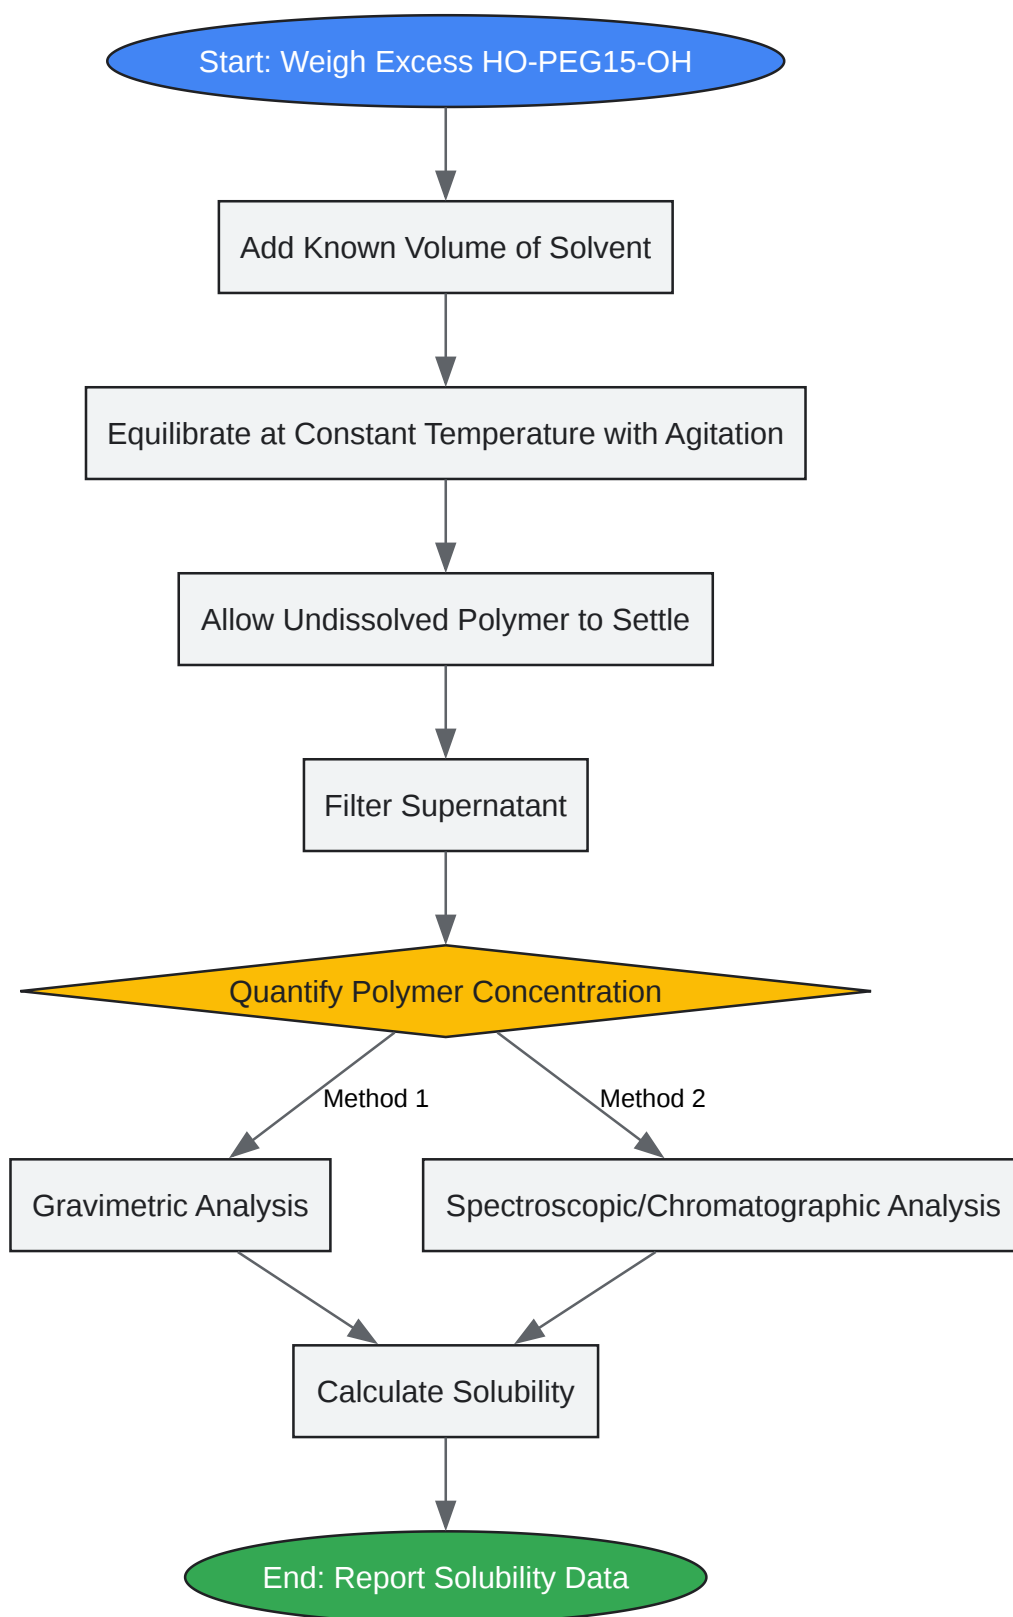 Start: Weigh Excess HO-PEG15-OH
Add Known Volume of Solvent
Equilibrate at Constant Temperature with Agitation
Allow Undissolved Polymer to Settle
Filter Supernatant
Quantify Polymer Concentration
Method 1
Method 2
Gravimetric Analysis
Spectroscopic/Chromatographic Analysis
Calculate Solubility
End: Report Solubility Data